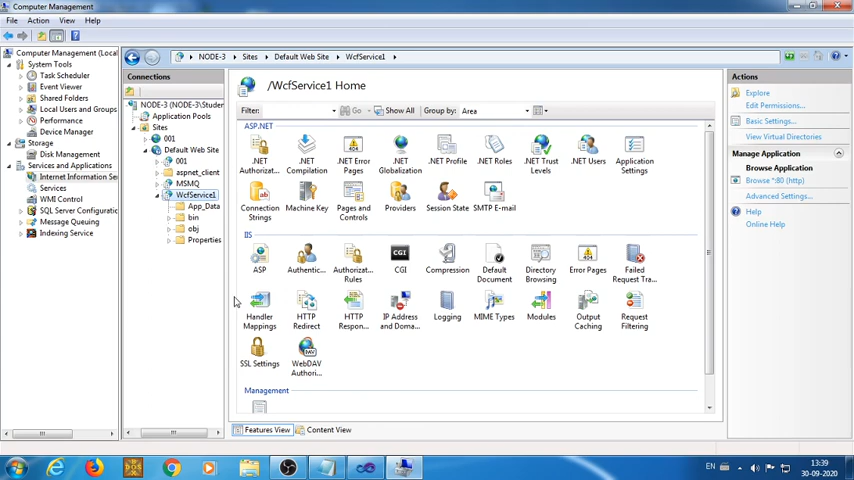 Computer Management
File Action View Help
NODE-3 Sites Default Web Site WcfService1
Computer Management (Local
System Tools
Task Scheduler
Event Viewer
Shared Folders
Local Users and Groups
Performance
Device Manager
Storage
Disk Management
Services and Applications
Internet Information Se
Services
WMI Control
SQL Server Configuratio
Message Queuing
Indexing Service
Connections
NODE-3 (NODE-3\Studen
Application Pools
Sites
001
Default Web Site
001
aspnet_client
MSMQ
WcfService1
App_Data
bin
obj
Properties
/WcfService1 Home
Filter: Go Show All Group by: Area
ASP.NET
.NET Authorizat...
.NET Compilation
.NET Error Pages
.NET Globalization
.NET Profile
.NET Roles
.NET Trust Levels
.NET Users
Application Settings
Connection Strings
Machine Key
Pages and Controls
Providers
Session State
SMTP E-mail
IIS
ASP
Authentic...
Authorizat... Rules
CGI
Compression
Default Document
Directory Browsing
Error Pages
Failed Request Tra...
Handler Mappings
HTTP Redirect
HTTP Respon...
IP Address and Doma...
Logging
MIME Types
Modules
Output Caching
Request Filtering
SSL Settings
WebDAV Authori...
Management
Features View Content View
Actions
Explore
Edit Permissions...
Basic Settings...
View Virtual Directories
Manage Application
Browse Application
Browse *:80 (http)
Advanced Settings...
Help
Online Help
EN
13:39
30-09-2020